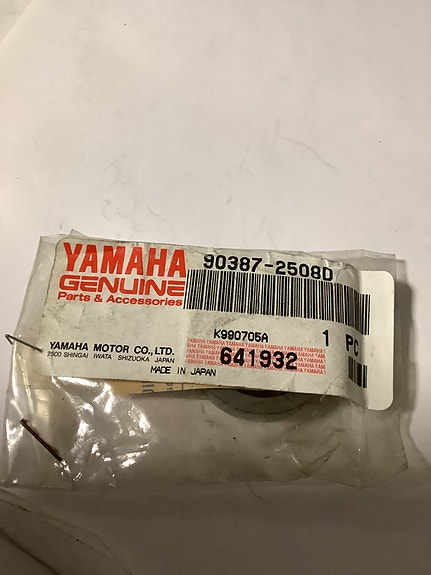 YAMAHA
GENUINE
Parts & Accessories
90387-2508D
K990705A
1 PC
YAMAHA MOTOR CO., LTD.
2500 SHINGAI IWATA SHIZUOKA JAPAN
641932
MADE IN JAPAN